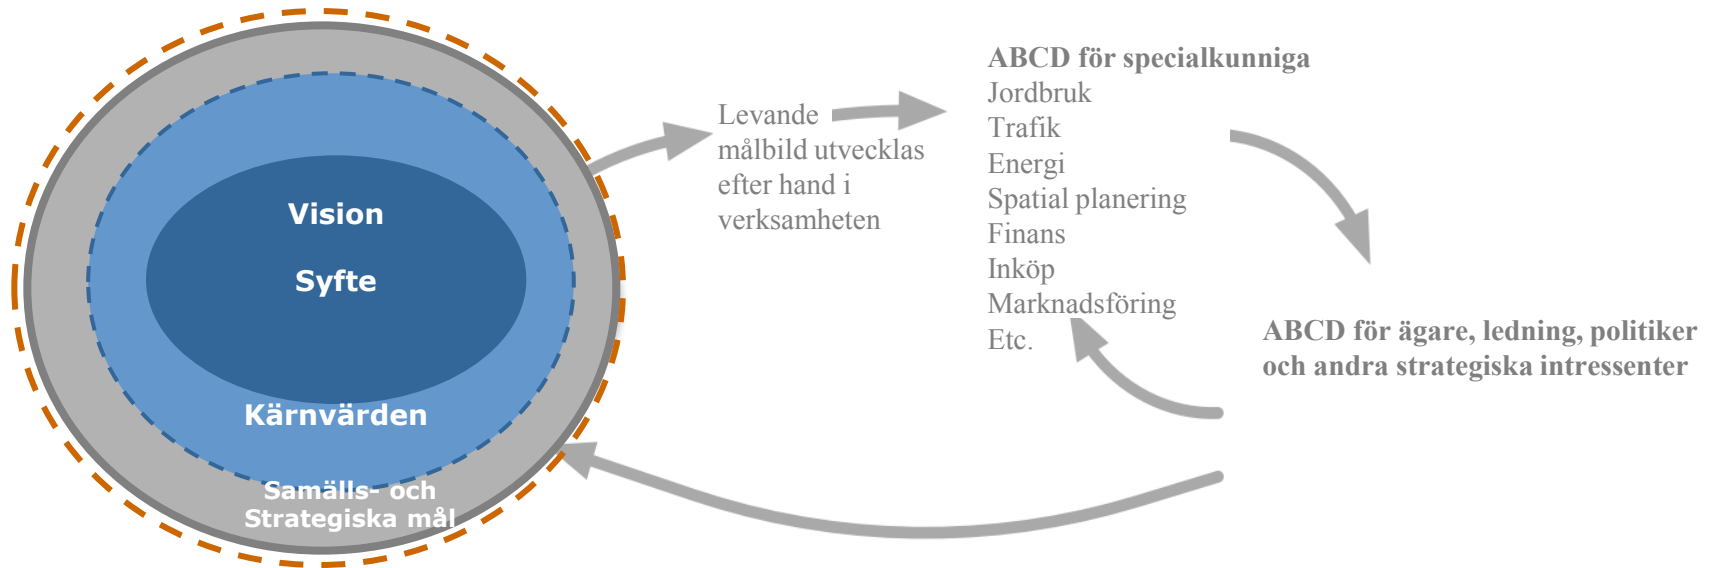 Vision
Syfte
Kärnvärden
Samälls- och
Strategiska mål
Levande
målbild utvecklas
efter hand i
verksamheten
ABCD för specialkunniga
Jordbruk
Trafik
Energi
Spatial planering
Finans
Inköp
Marknadsföring
Etc.
ABCD för ägare, ledning, politiker
och andra strategiska intressenter